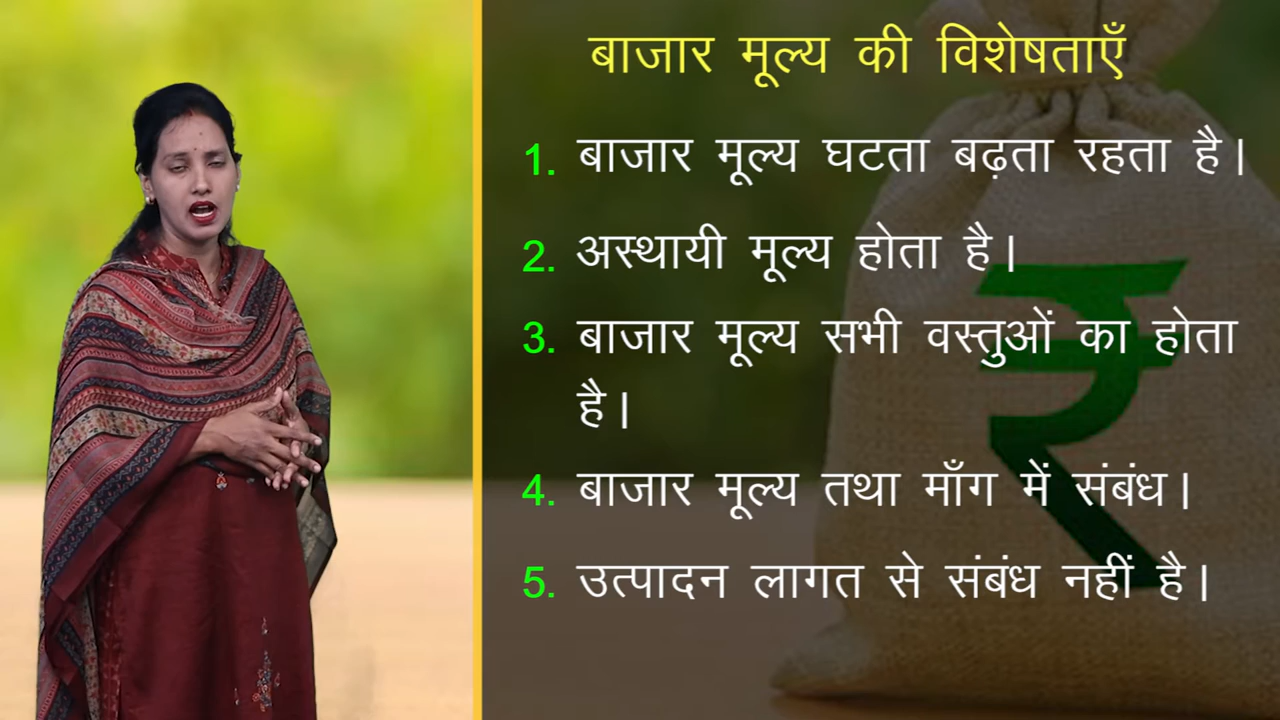 बाजार मूल्य की विशेषताएँ
1. बाजार मूल्य घटता बढ़ता रहता है।
2. अस्थायी मूल्य होता है।
3. बाजार मूल्य सभी वस्तुओं का होता
है।
4. बाजार मूल्य तथा माँग में संबंध।
5. उत्पादन लागत से संबंध नहीं है।
₹